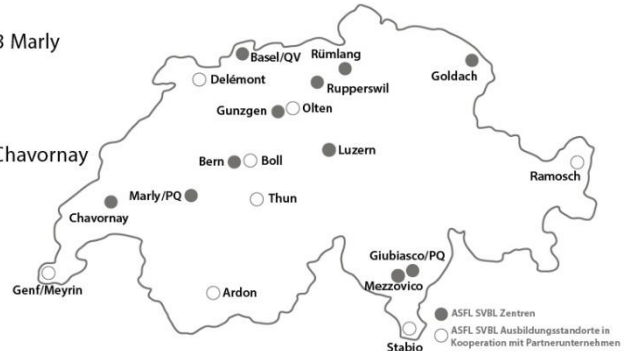 3 Marly
Basel/QV
Rümlang
Delémont
Goldach
Rupperswil
Gunzgen
Olten
Chavornay
Luzern
Bern
Boll
Ramosch
Marly/PQ
Thun
Chavornay
Giubiasco/PQ
Mezzovico
Genf/Meyrin
Ardon
ASFL SVBL Zentren
ASFL SVBL Ausbildungsstandorte in
Kooperation mit Partnerunternehmen
Stabio